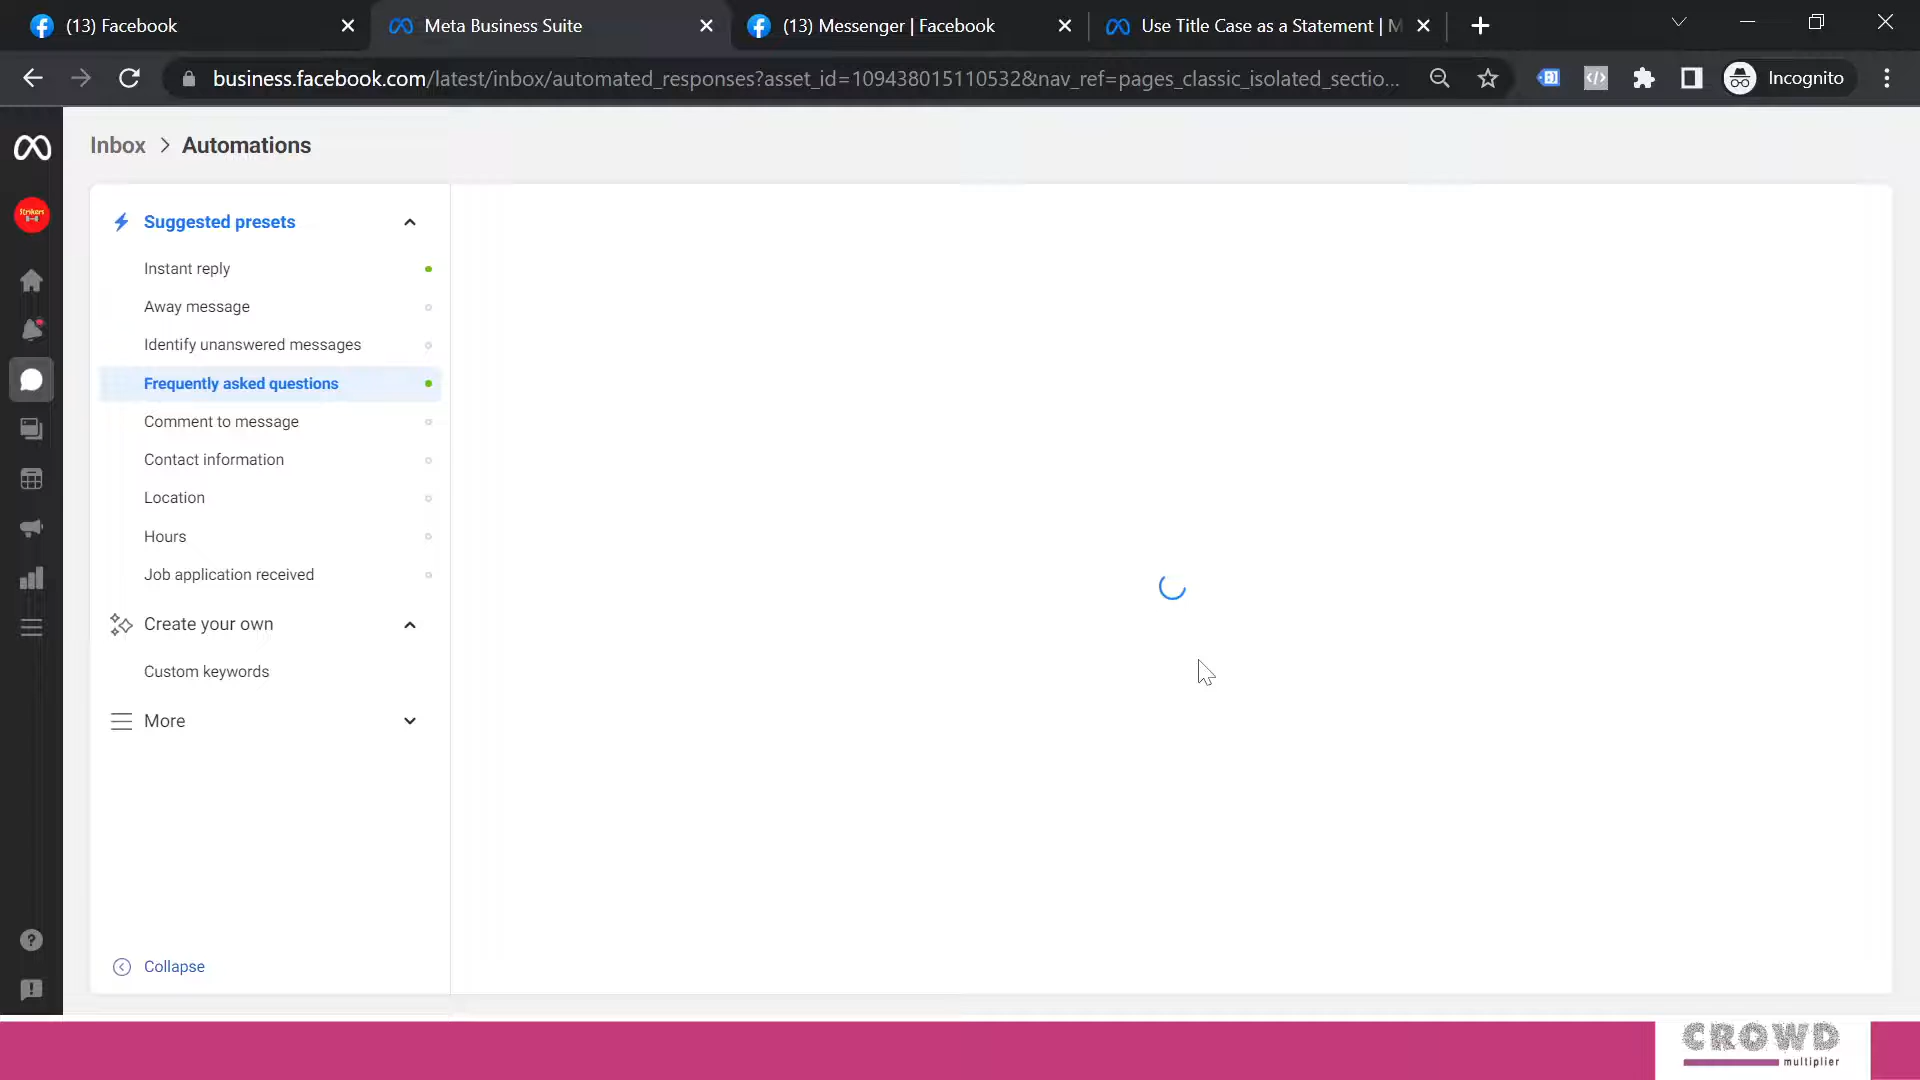 (13) Facebook
Meta Business Suite
(13) Messenger | Facebook
Use Title Case as a Statement | M
business.facebook.com/latest/inbox/automated_responses?asset_id=109438015110532&nav_ref=pages_classic_isolated_sectio...
Incognito
Inbox > Automations
Strikers
Suggested presets
Instant reply
Away message
Identify unanswered messages
Frequently asked questions
Comment to message
Contact information
Location
Hours
Job application received
Create your own
Custom keywords
More
Collapse
CROWD
multiplier